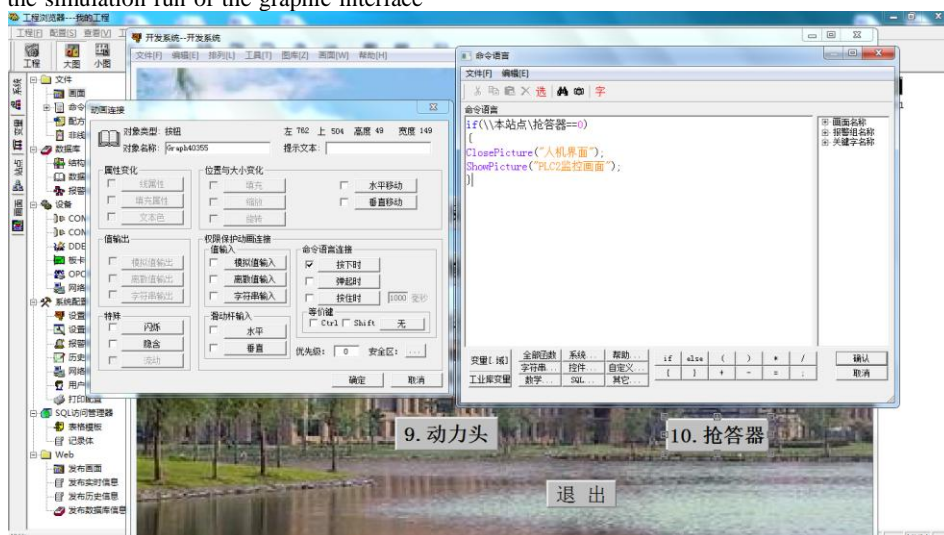 the simulation run of the graphic interface
工程浏览器---我的工程
工程[F] 配置[S] 查看[V] 工
工程 大图 小图
系统
变量
站点
画面
文件
画面
命令
配方
非线
数据库
结构
数据
报警
设备
COM
COM
DDE
板卡
OPC
网络
系统配置
设置
设置
报警
历史
网络
用户
打印配置
SQL访问管理器
表格模板
记录体
Web
发布画面
发布实时信息
发布历史信息
发布数据库信息
开发系统--开发系统
文件[F] 编辑[E] 排列[L] 工具[T] 图库[Z] 画面[W] 帮助[H]
动画连接
对象类型: 按钮 左 762 上 504 高度 49 宽度 149
对象名称: Graph40355 提示文本:
属性变化
线属性
填充属性
文本色
位置与大小变化
填充 水平移动
缩放 垂直移动
旋转
值输出
模拟值输出
离散值输出
字符串输出
权限保护动画连接
值输入
模拟值输入
离散值输入
字符串输入
命令语言连接
按下时
弹起时
按住时 1000 毫秒
等价键
Ctrl Shift 无
特殊
闪烁
隐含
流动
滑动杆输入
水平
垂直
优先级: 0 安全区: ...
确定 取消
命令语言
文件[F] 编辑[E]
选 字
命令语言
if(\\本站点\抢答器==0)
{
ClosePicture("人机界面");
ShowPicture("PLC2监控画面");
}
画面名称
报警组名称
关键字名称
变量[.域] 全部函数 系统... 帮助... if else ( ) * / 确认
字符串... 控件... 自定义...
工业库变量 数学... SQL... 其它... [ ] + - = ; 取消
9. 动力头
10. 抢答器
退 出